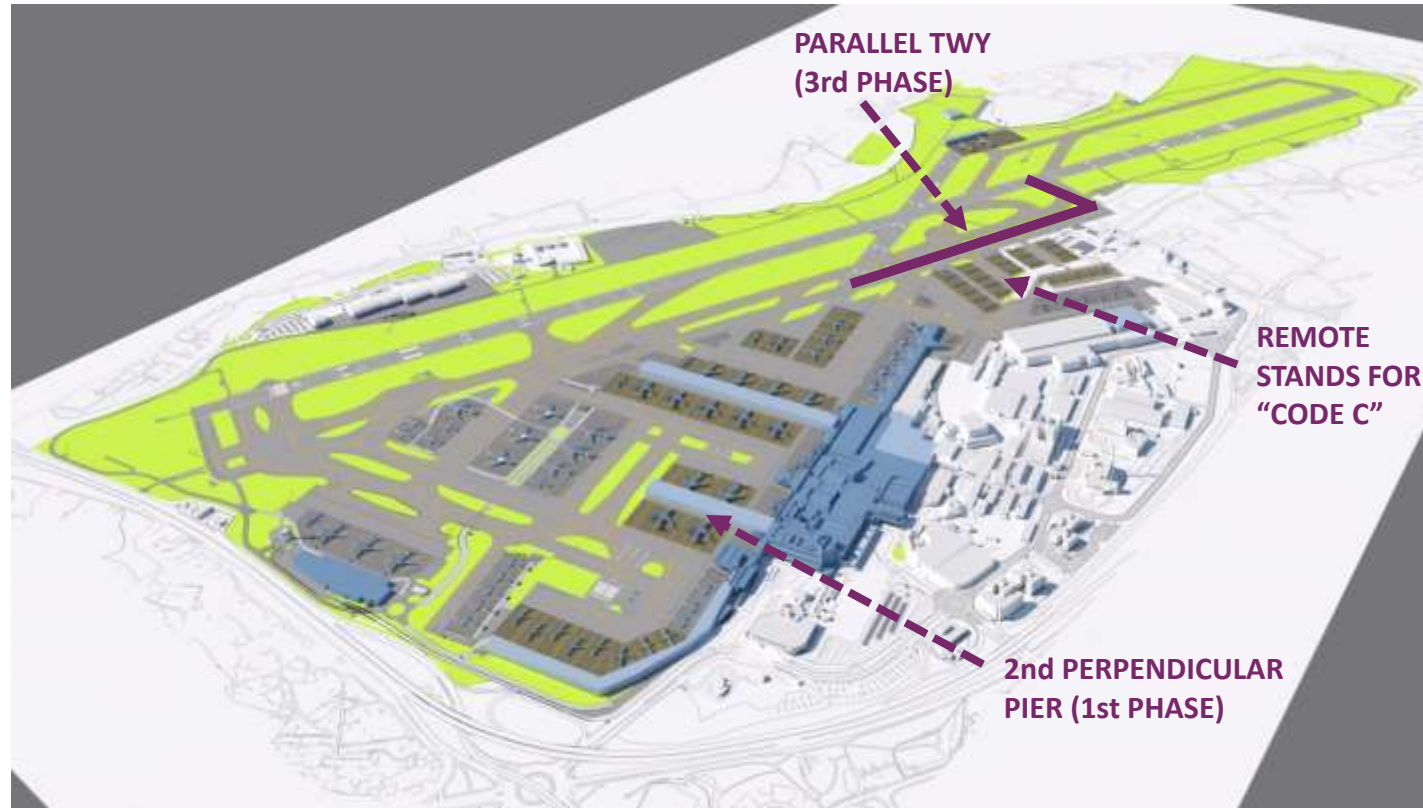 PARALLEL TWY
(3rd PHASE)
REMOTE
STANDS FOR
“CODE C”
2nd PERPENDICULAR
PIER (1st PHASE)